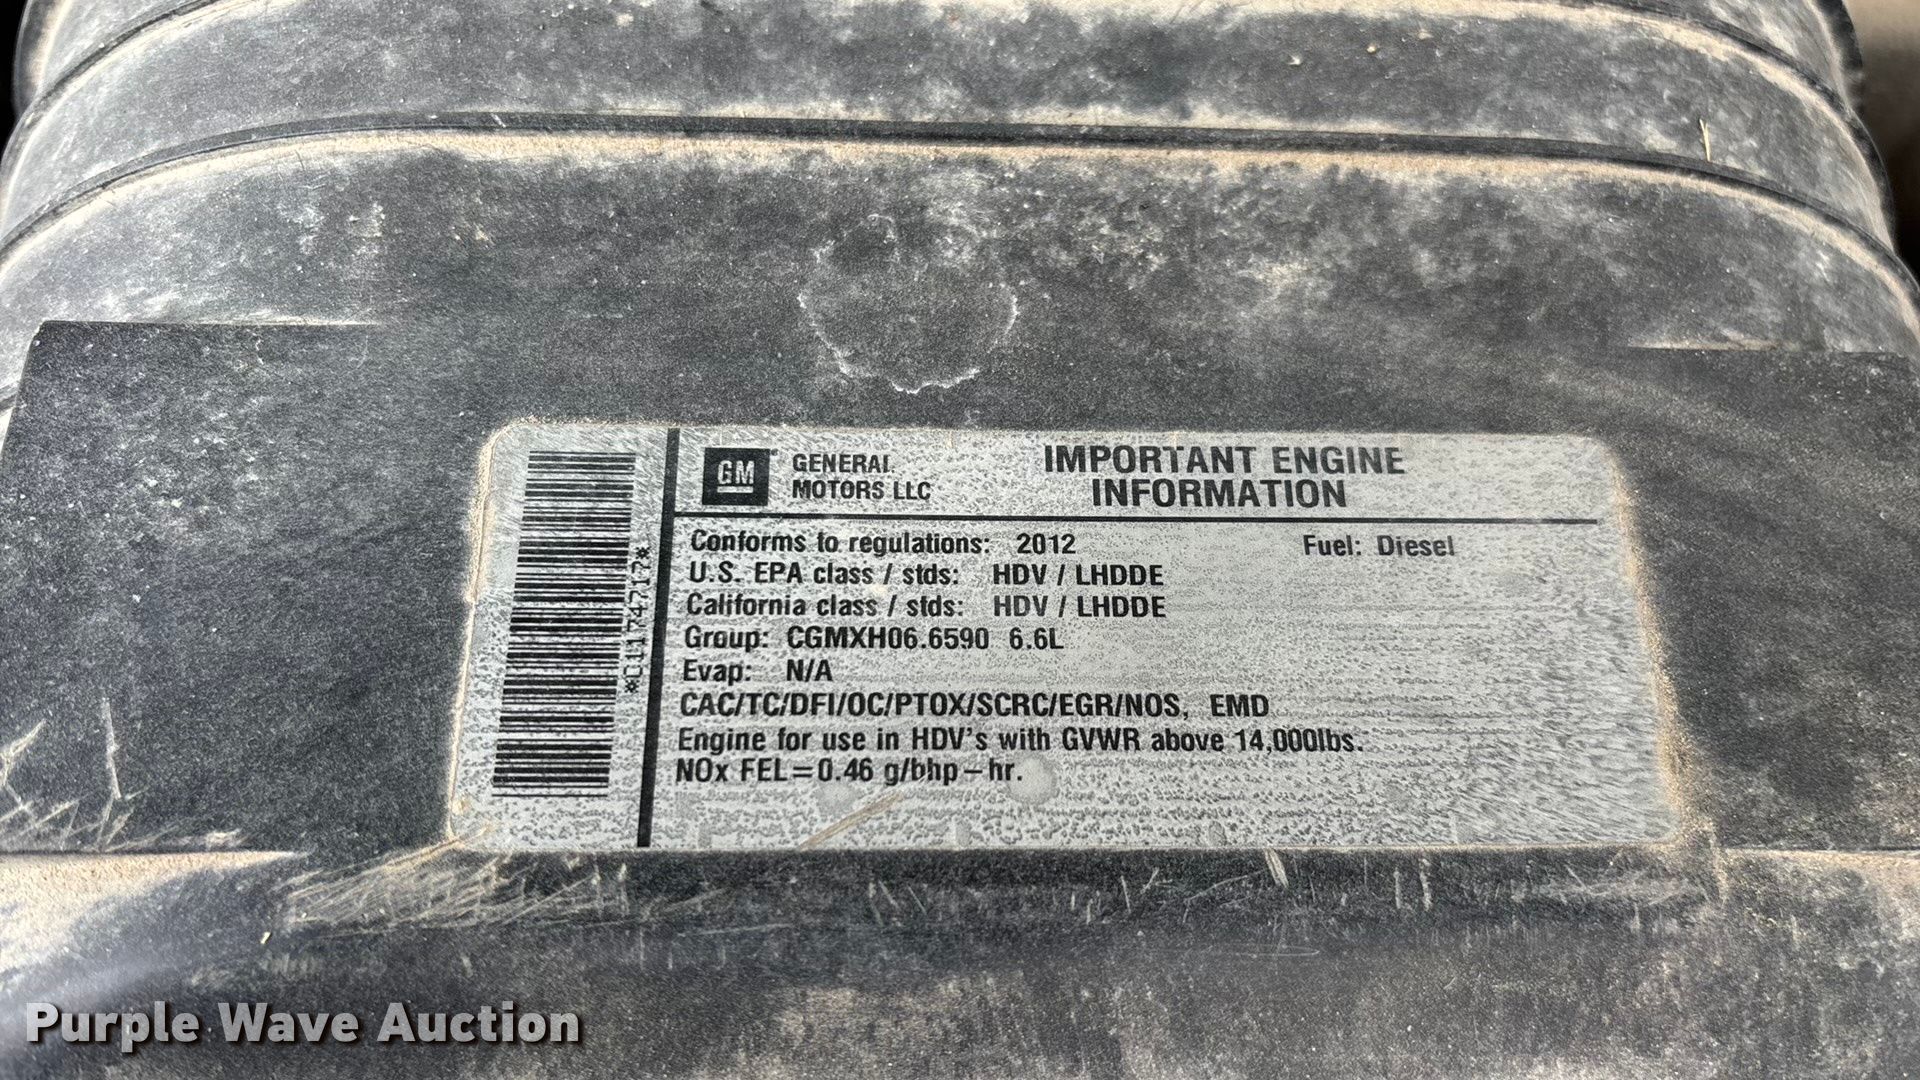 GM
GENERAL
MOTORS LLC
IMPORTANT ENGINE
INFORMATION
Conforms to regulations: 2012 Fuel: Diesel
U.S. EPA class / stds: HDV / LHDDE
California class / stds: HDV / LHDDE
Group: CGMXH06.6590 6.6L
Evap: N/A
CAC/TC/DFI/OC/PTOX/SCRC/EGR/NOS, EMD
Engine for use in HDV's with GVWR above 14,000lbs.
NOx FEL=0.46 g/bhp-hr.
Purple Wave Auction